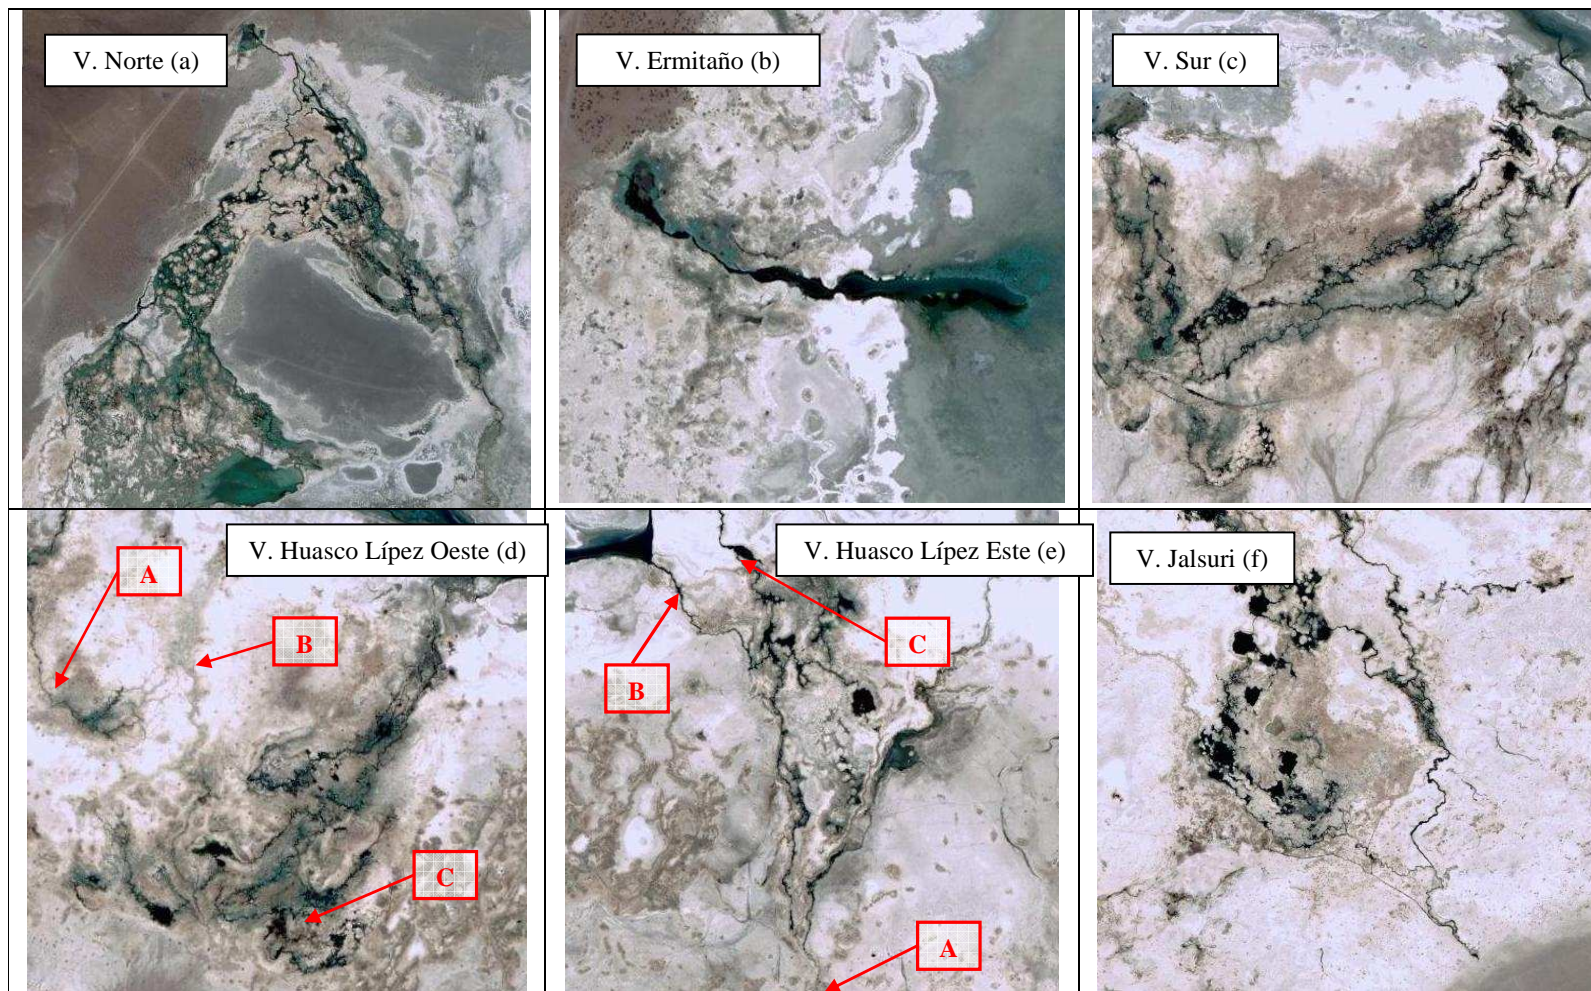 V. Norte (a)
V. Ermitaño (b)
V. Sur (c)
V. Huasco Lípez Oeste (d)
A
B
C
V. Huasco Lípez Este (e)
B
C
A
V. Jalsuri (f)